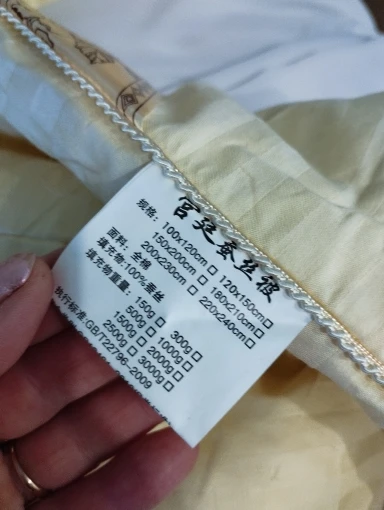 宫廷蚕丝被
规格: 100x120cm□ 120x150cm□
150x200cm□ 180x210cm□
200x230cm□ 220x240cm□
面料: 全棉
填充物:100%蚕丝
填充物重量: 150g□ 300g□
500g□ 1000g□
1500g□ 2000g□
2500g□ 3000g□
执行标准:GB/T22796-2009